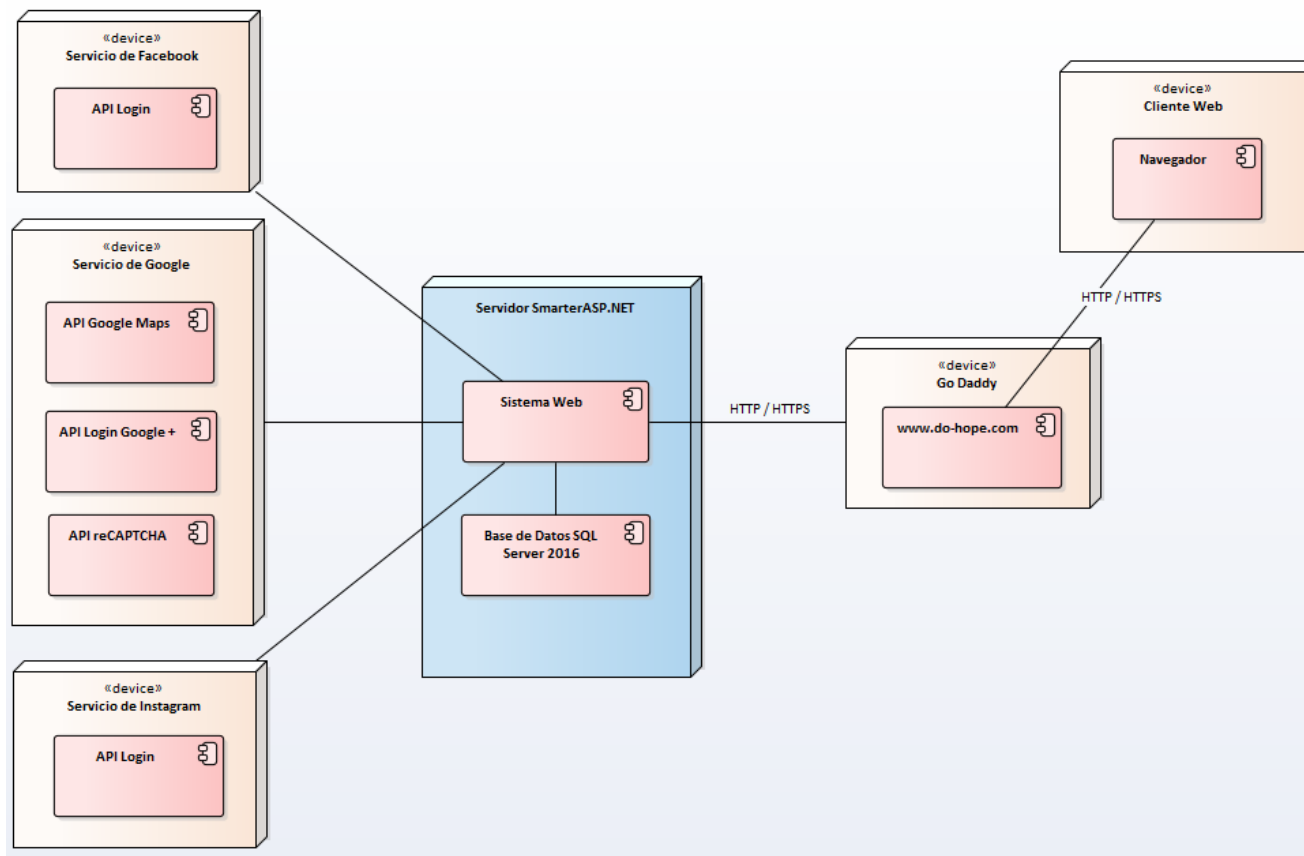 «device»
Servicio de Facebook
API Login
«device»
Servicio de Google
API Google Maps
API Login Google +
API reCAPTCHA
«device»
Servicio de Instagram
API Login
Servidor SmarterASP.NET
Sistema Web
Base de Datos SQL
Server 2016
HTTP / HTTPS
«device»
Go Daddy
www.do-hope.com
HTTP / HTTPS
«device»
Cliente Web
Navegador